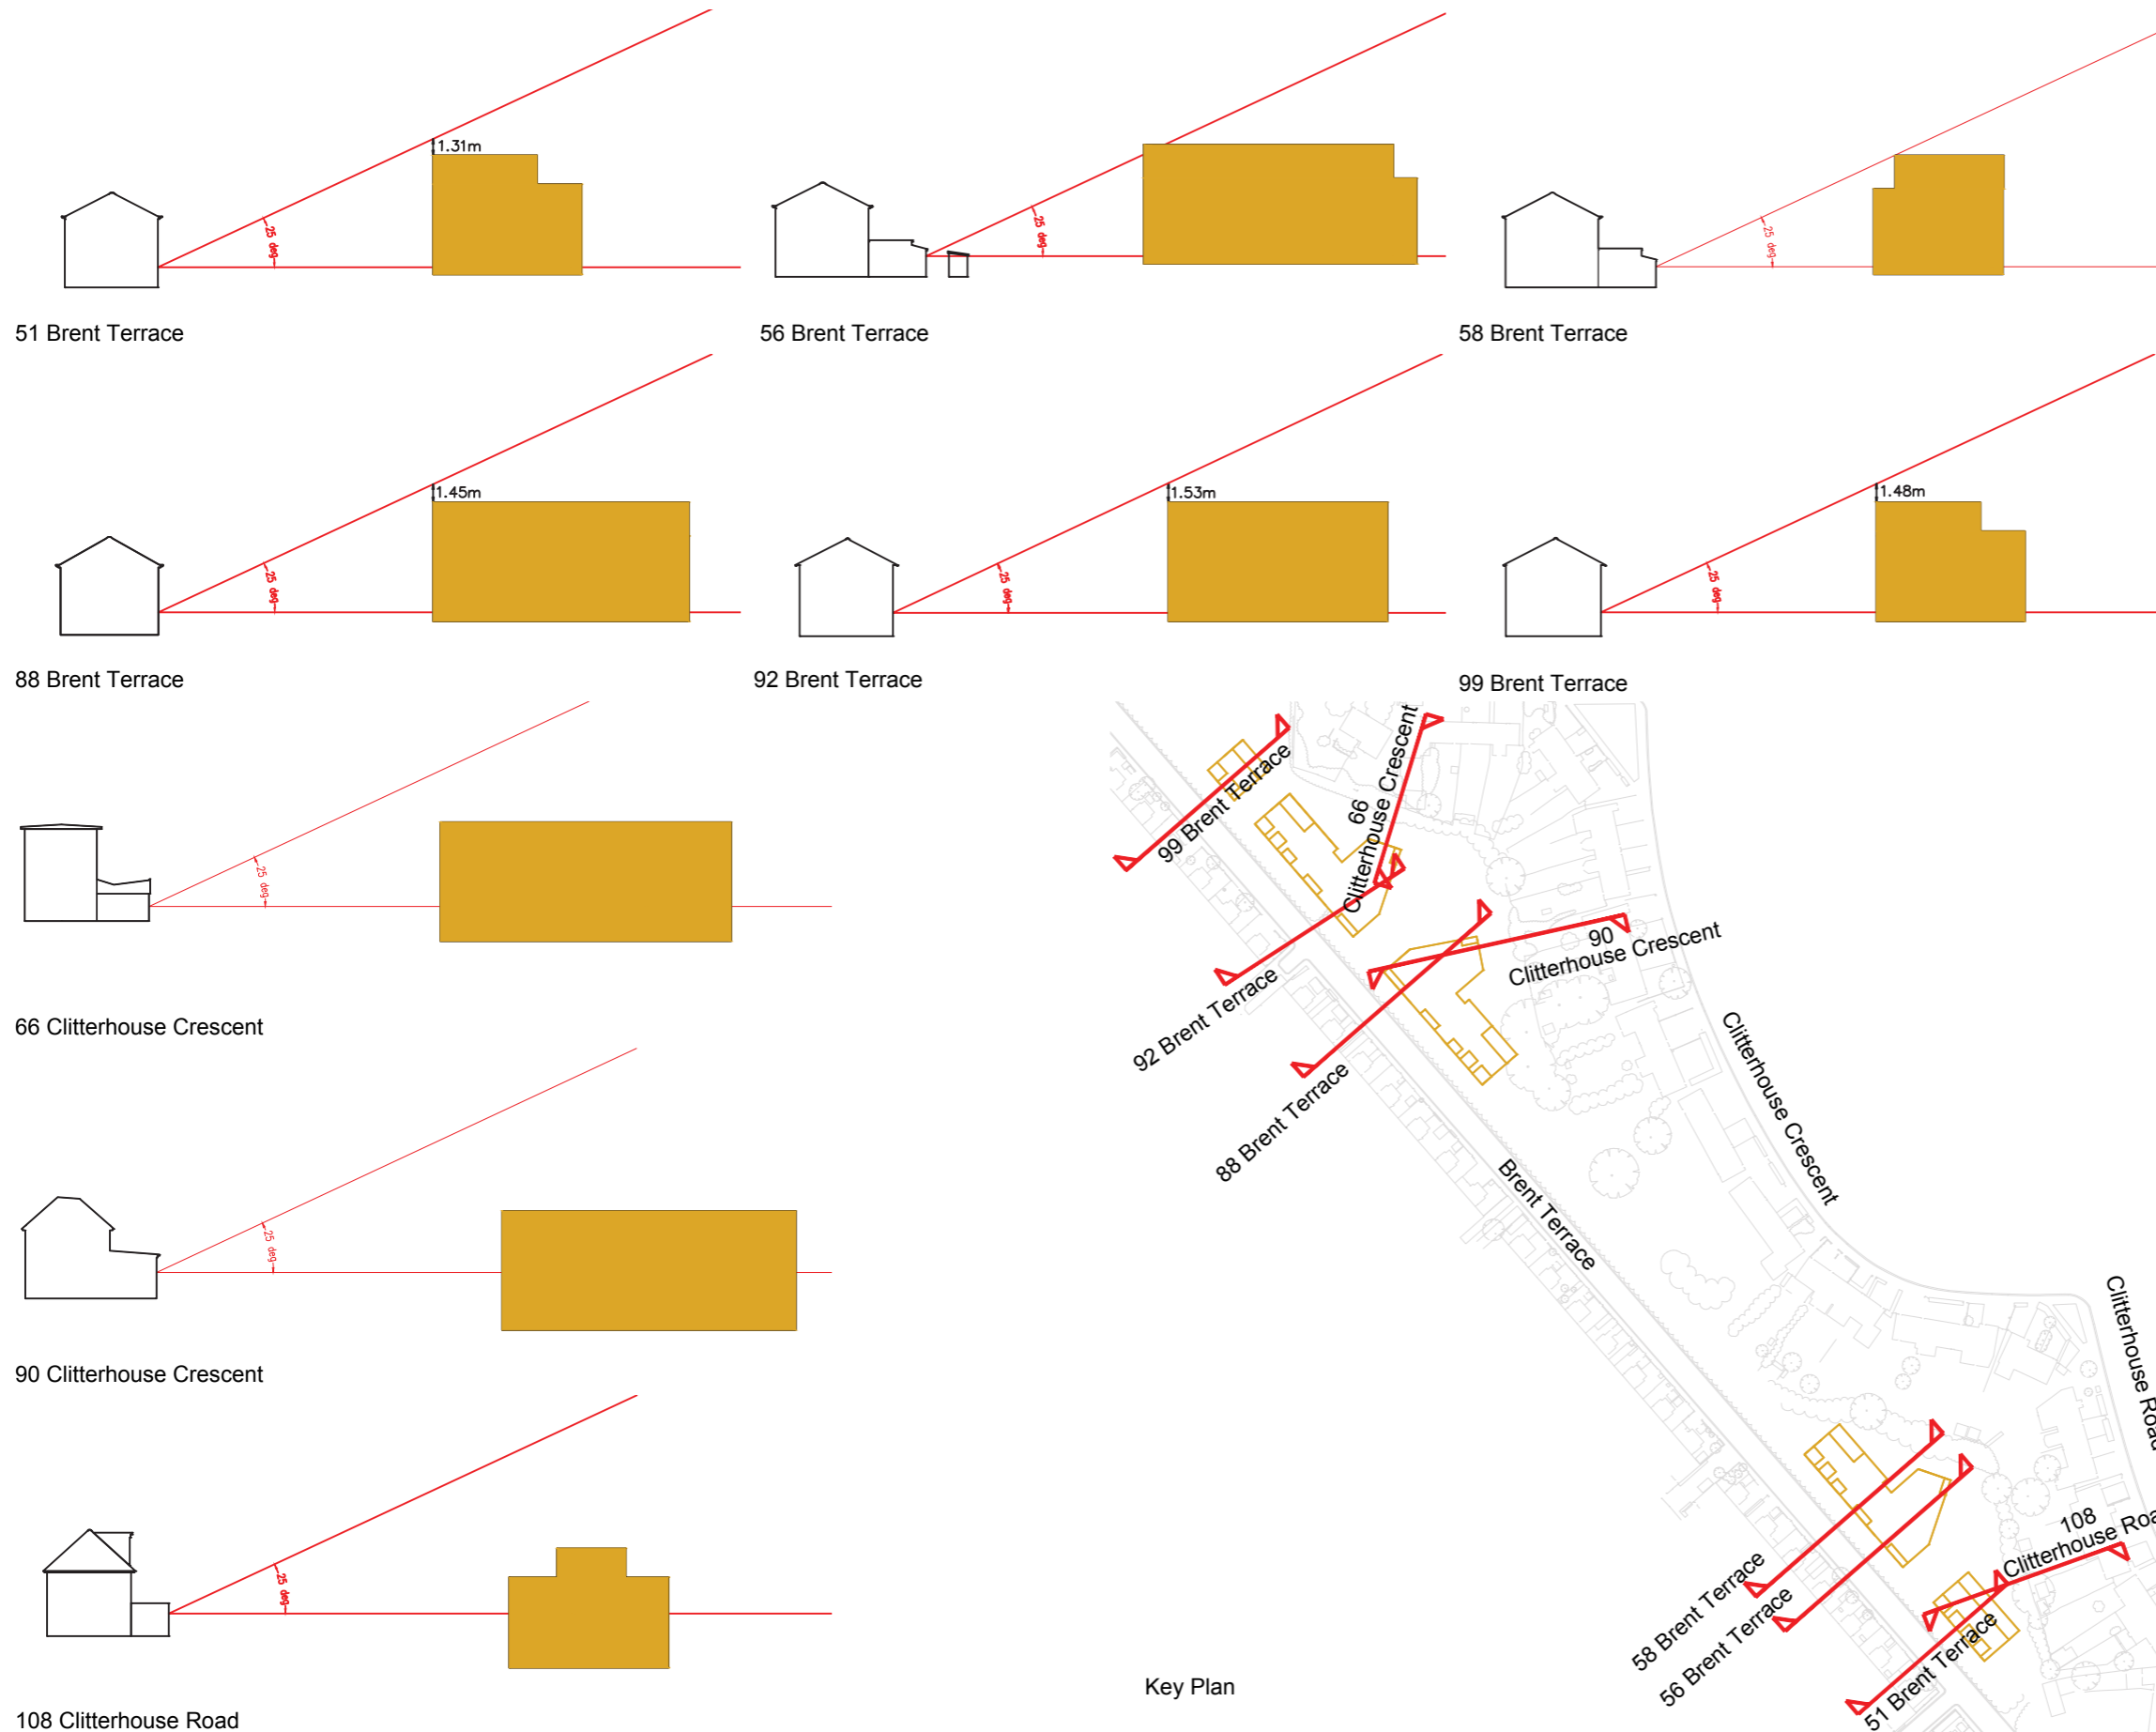 1.31m
25 deg
51 Brent Terrace
25 deg
56 Brent Terrace
25 deg
58 Brent Terrace
1.45m
25 deg
88 Brent Terrace
1.53m
25 deg
92 Brent Terrace
1.48m
25 deg
99 Brent Terrace
25 deg
66 Clitterhouse Crescent
25 deg
90 Clitterhouse Crescent
25 deg
108 Clitterhouse Road
99 Brent Terrace
66
Clitterhouse Crescent
90
Clitterhouse Crescent
92 Brent Terrace
88 Brent Terrace
Clitterhouse Crescent
Brent Terrace
Clitterhouse Road
108
Clitterhouse Roa
58 Brent Terrace
56 Brent Terrace
51 Brent Terrace
Key Plan